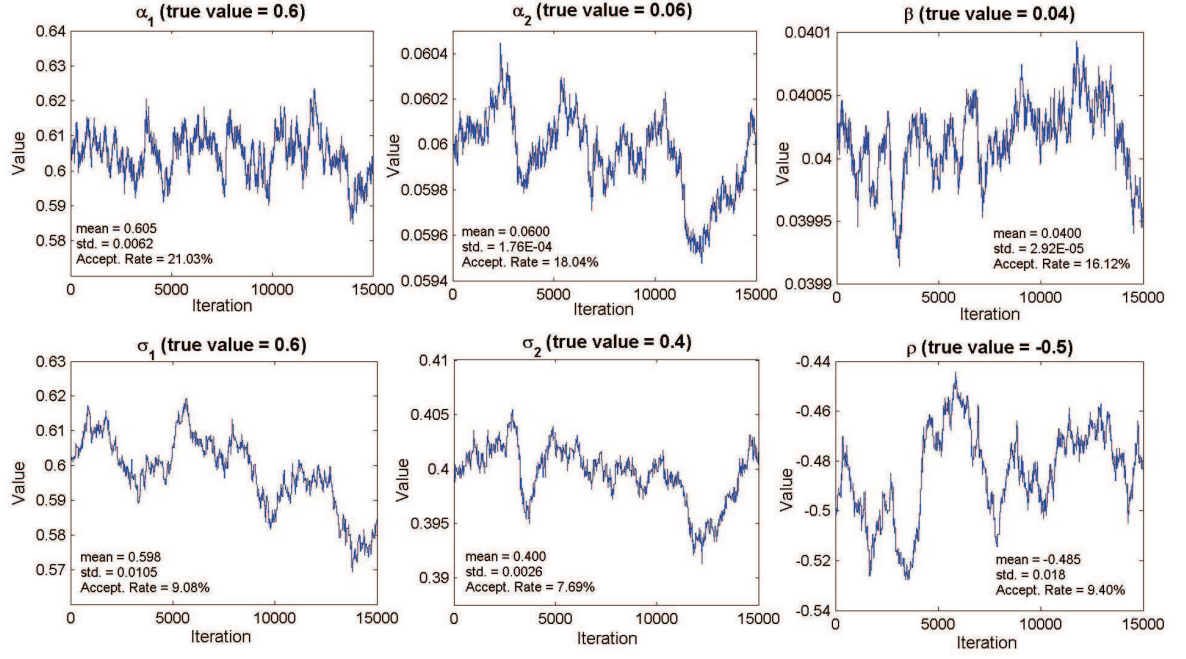 α1 (true value = 0.6)
0.64
0.63
0.62
0.61
0.6
0.59
0.58
Value
mean = 0.605
std. = 0.0062
Accept. Rate = 21.03%
0
5000
10000
15000
Iteration
α2 (true value = 0.06)
0.0604
0.0602
0.06
0.0598
0.0596
0.0594
Value
mean = 0.0600
std. = 1.76E-04
Accept. Rate = 18.04%
0
5000
10000
15000
Iteration
β (true value = 0.04)
0.0401
0.04005
0.04
0.03995
0.0399
Value
mean = 0.0400
std. = 2.92E-05
Accept. Rate = 16.12%
0
5000
10000
15000
Iteration
σ1 (true value = 0.6)
0.63
0.62
0.61
0.6
0.59
0.58
0.57
Value
mean = 0.598
std. = 0.0105
Accept. Rate = 9.08%
0
5000
10000
15000
Iteration
σ2 (true value = 0.4)
0.41
0.405
0.4
0.395
0.39
Value
mean = 0.400
std. = 0.0026
Accept. Rate = 7.69%
0
5000
10000
15000
Iteration
ρ (true value = -0.5)
-0.44
-0.46
-0.48
-0.5
-0.52
-0.54
Value
mean = -0.485
std. = 0.018
Accept. Rate = 9.40%
0
5000
10000
15000
Iteration